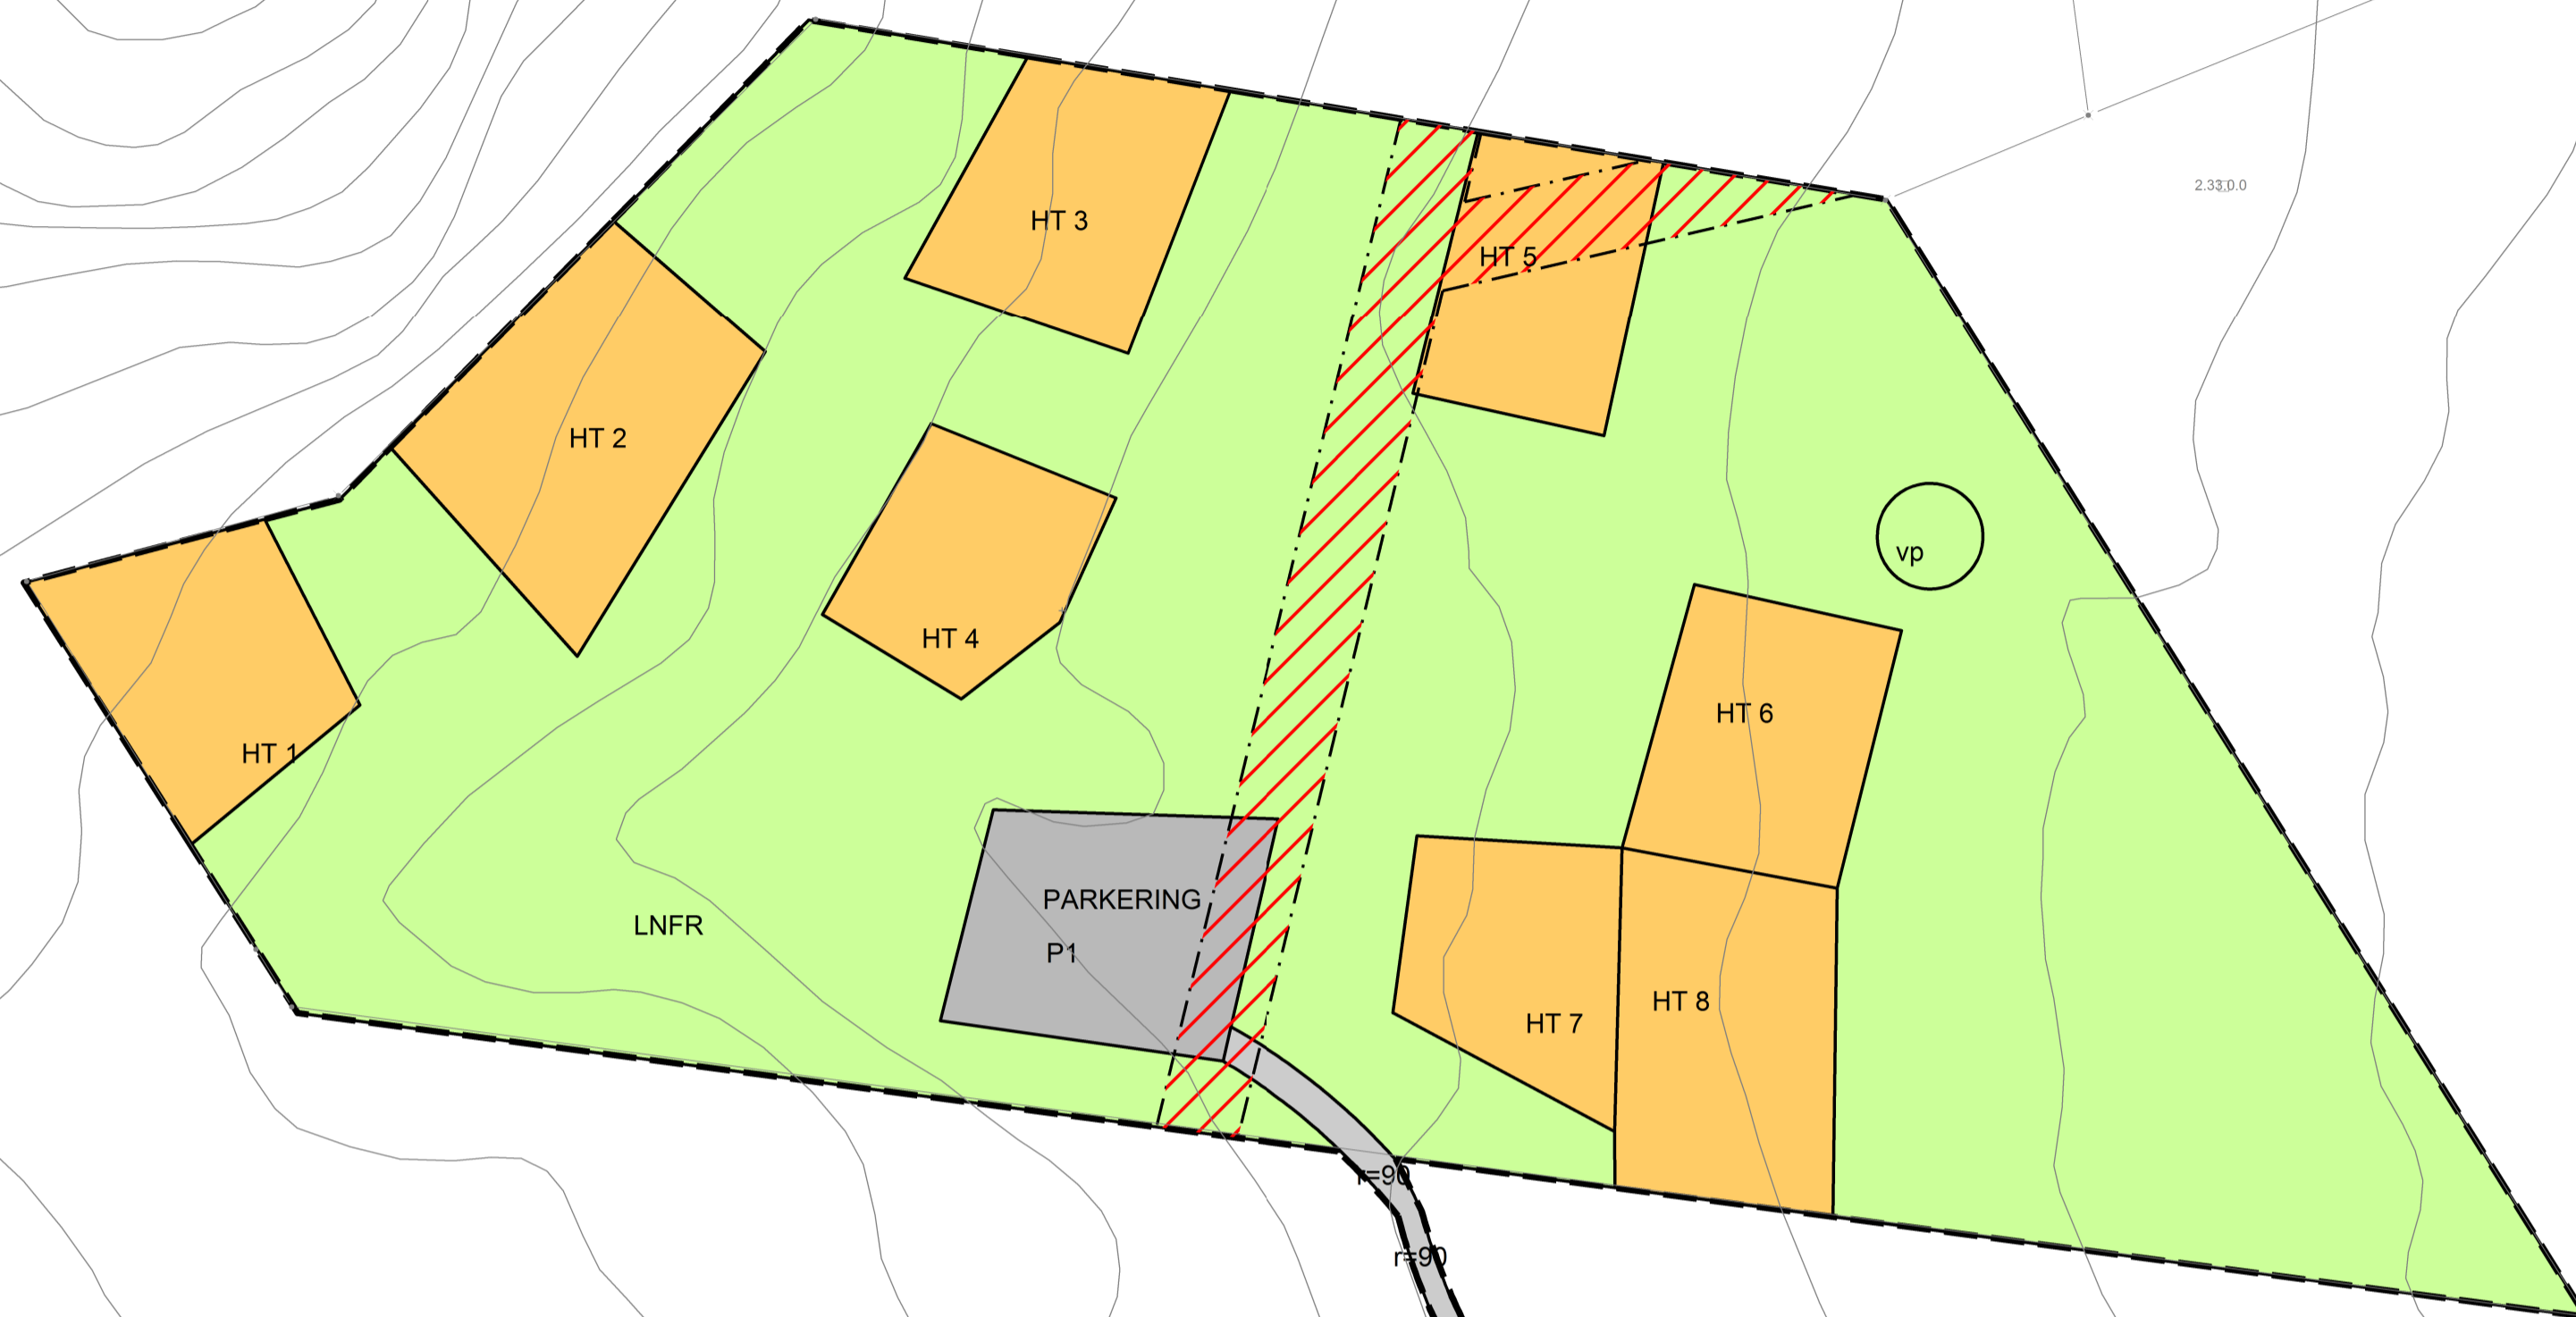 2.33.0.0
HT 3
HT 5
HT 2
vp
HT 4
HT 6
HT 1
PARKERING
P1
LNFR
HT 8
HT 7
r=90
r=90